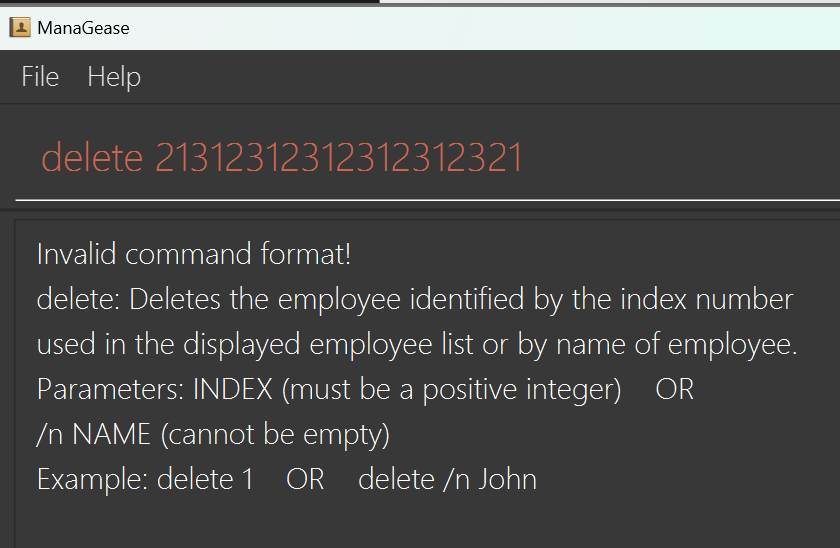 ManaGease
File Help
delete 21312312312312312321
Invalid command format!
delete: Deletes the employee identified by the index number
used in the displayed employee list or by name of employee.
Parameters: INDEX (must be a positive integer) OR
/n NAME (cannot be empty)
Example: delete 1 OR delete /n John